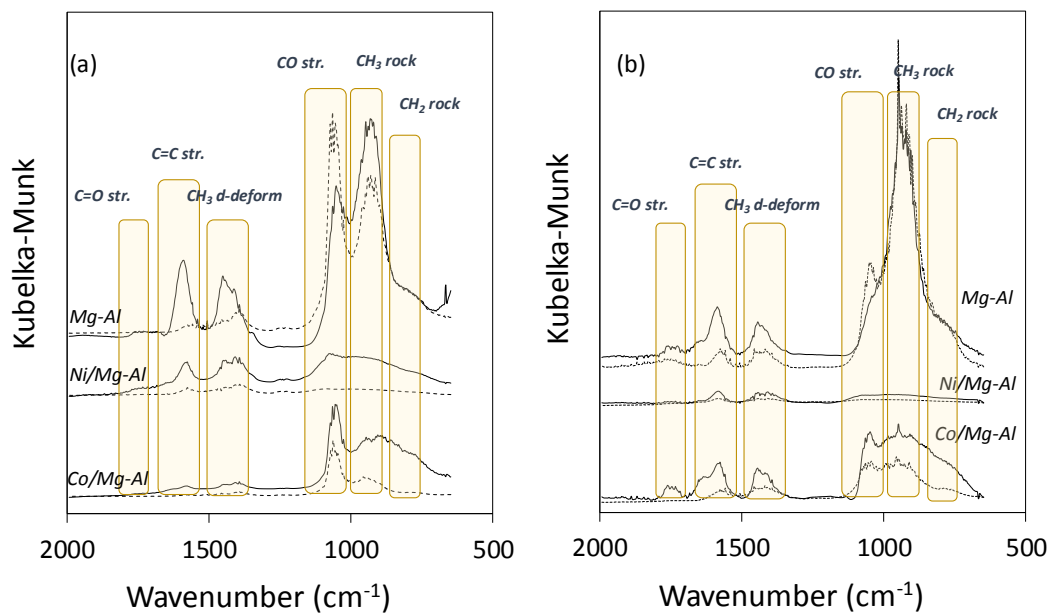 (a)
CO str.
CH₃ rock
CH₂ rock
C=C str.
C=O str.
CH₃ d-deform
Kubelka-Munk
Mg-Al
Ni/Mg-Al
Co/Mg-Al
2000 1500 1000 500
Wavenumber (cm⁻¹)
(b)
CO str.
CH₃ rock
CH₂ rock
C=C str.
C=O str.
CH₃ d-deform
Kubelka-Munk
Mg-Al
Ni/Mg-Al
Co/Mg-Al
2000 1500 1000 500
Wavenumber (cm⁻¹)